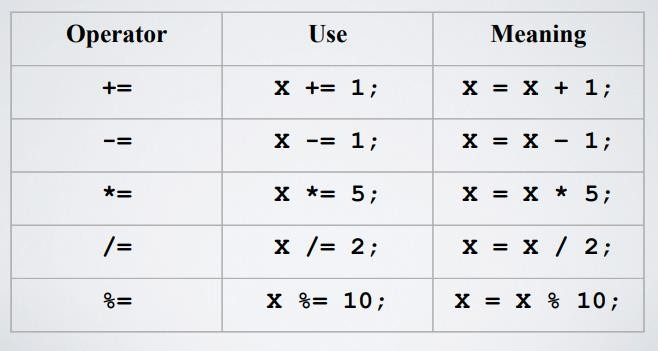 Operator Use Meaning
+= X += 1; X = X + 1;
-= X -= 1; X = X − 1;
*= X *= 5; X = X * 5;
/= X /= 2; X = X / 2;
%= X %= 10; X = X % 10;